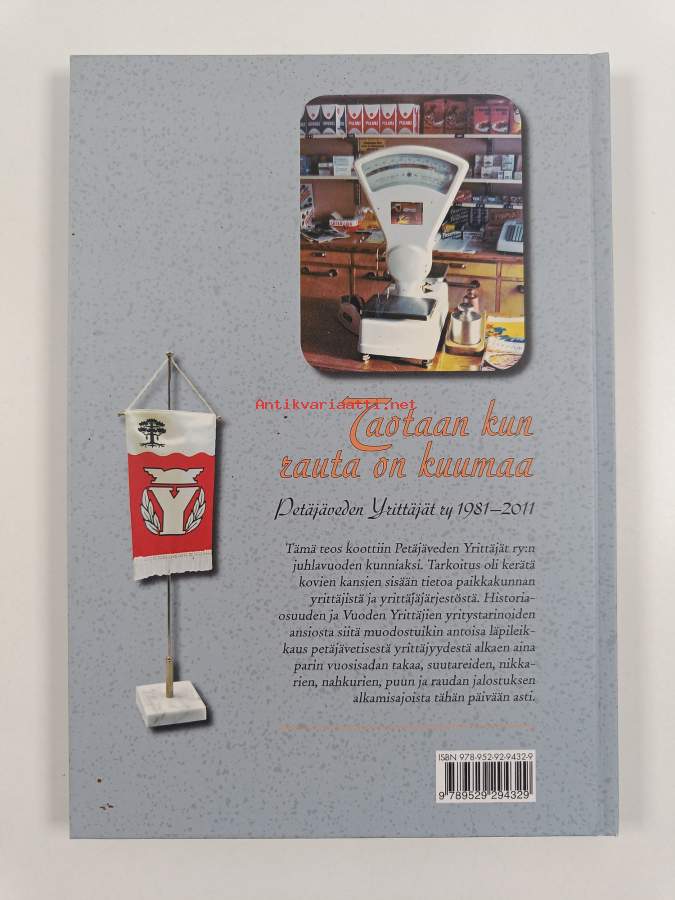 Antikvariaatti.net
Taotaan kun
rauta on kuumaa
Petäjäveden Yrittäjät ry 1981–2011
Tämä teos koottiin Petäjäveden Yrittäjät ry:n
juhlavuoden kunniaksi. Tarkoitus oli kerätä
kovien kansien sisään tietoa paikkakunnan
yrittäjistä ja yrittäjäjärjestöstä. Historia-
osuuden ja Vuoden Yrittäjien yritystarinoiden
ansiosta siitä muodostuikin antoisa läpileik-
kaus petäjävetisestä yrittäjyydestä alkaen aina
parin vuosisadan takaa, suutareiden, nikka-
rien, nahkurien, puun ja raudan jalostuksen
alkamisajoista tähän päivään asti.
ISBN 978-952-92-9432-9
9 789529 294329
Y